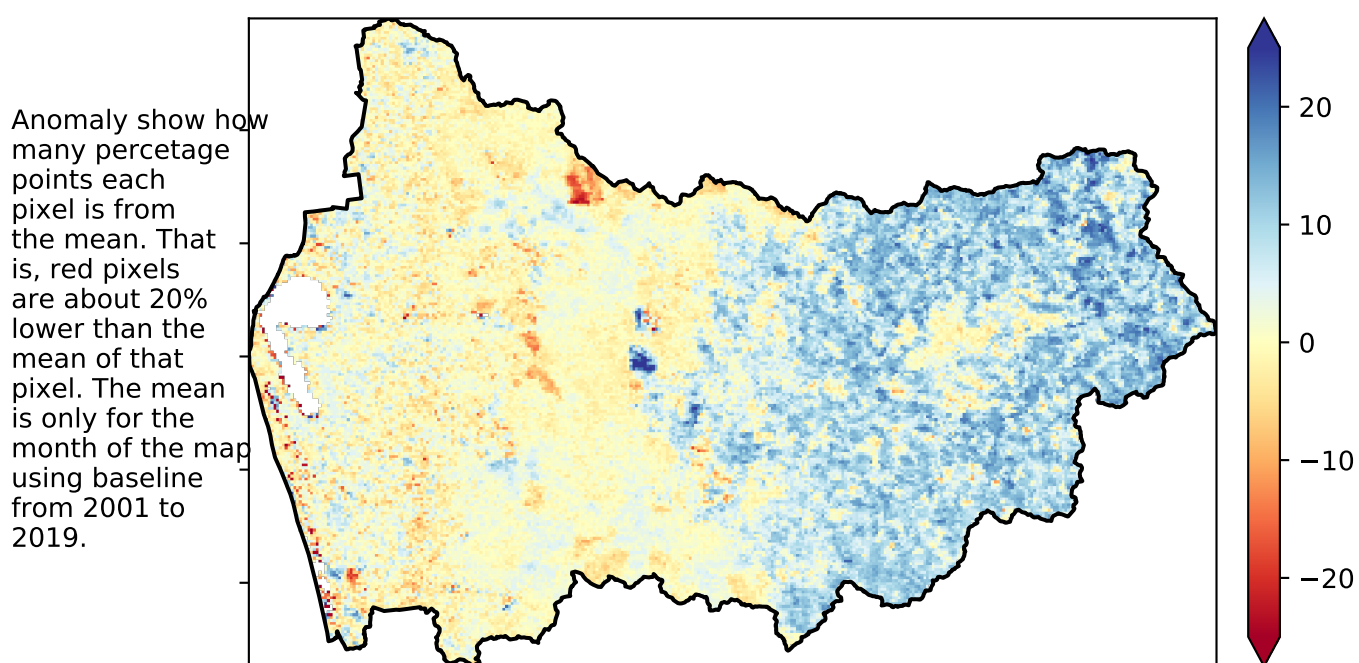 Anomaly show how
many percetage
points each
pixel is from
the mean. That
is, red pixels
are about 20%
lower than the
mean of that
pixel. The mean
is only for the
month of the map
using baseline
from 2001 to
2019.
20
10
0
−10
−20